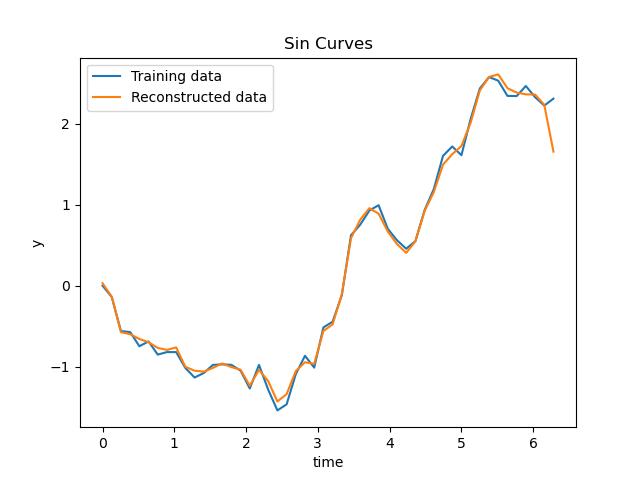 Sin Curves
Training data
Reconstructed data
y
2
1
0
−1
0 1 2 3 4 5 6
time